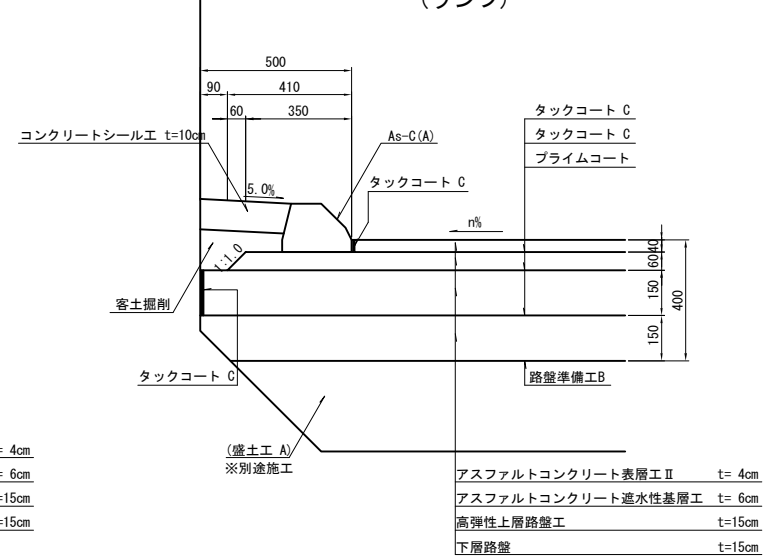 (ランプ)
500
90
410
60
350
コンクリートシール工 t=10cm
As-C(A)
タックコート C
タックコート C
プライムコート
5.0%
タックコート C
n%
1:1.0
客土掘削
40
60
150
150
400
タックコート C
路盤準備工B
(盛土工 A)
※別途施工
= 4cm
= 6cm
=15cm
=15cm
アスファルトコンクリート表層工Ⅱ t= 4cm
アスファルトコンクリート遮水性基層工 t= 6cm
高弾性上層路盤工 t=15cm
下層路盤 t=15cm